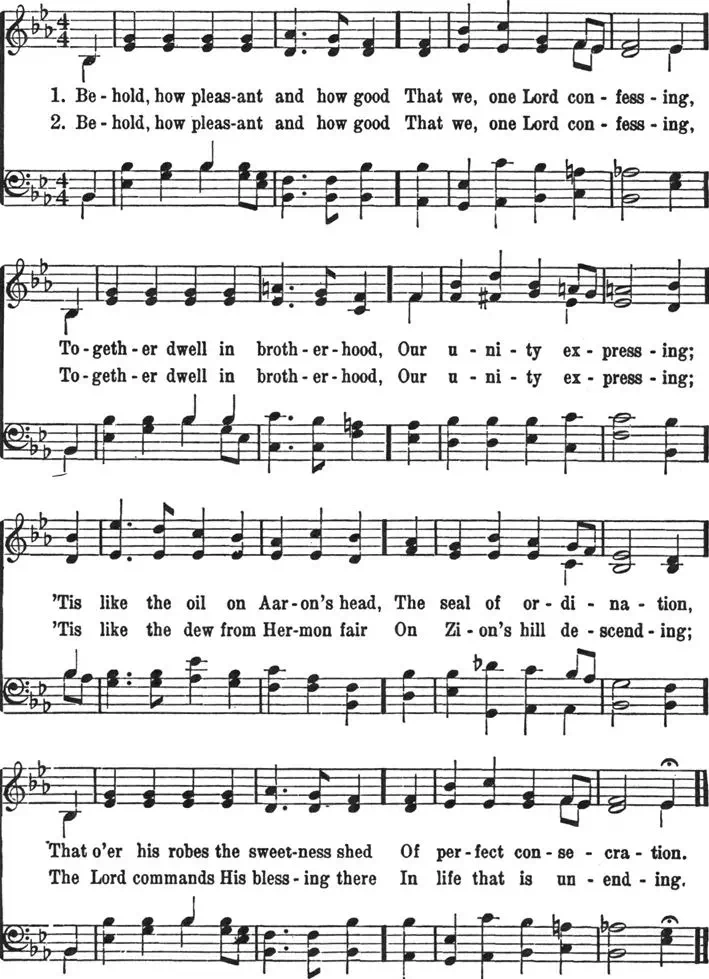 1. Be-hold, how pleas-ant and how good That we, one Lord con-fess-ing,
2. Be-hold, how pleas-ant and how good That we, one Lord con-fess-ing,
To-geth-er dwell in broth-er-hood, Our u-ni-ty ex-press-ing;
To-geth-er dwell in broth-er-hood, Our u-ni-ty ex-press-ing;
'Tis like the oil on Aar-on's head, The seal of or-di-na-tion,
'Tis like the dew from Her-mon fair On Zi-on's hill de-scend-ing;
That o'er his robes the sweet-ness shed Of per-fect con-se-cra-tion.
The Lord commands His bless-ing there In life that is un-end-ing.